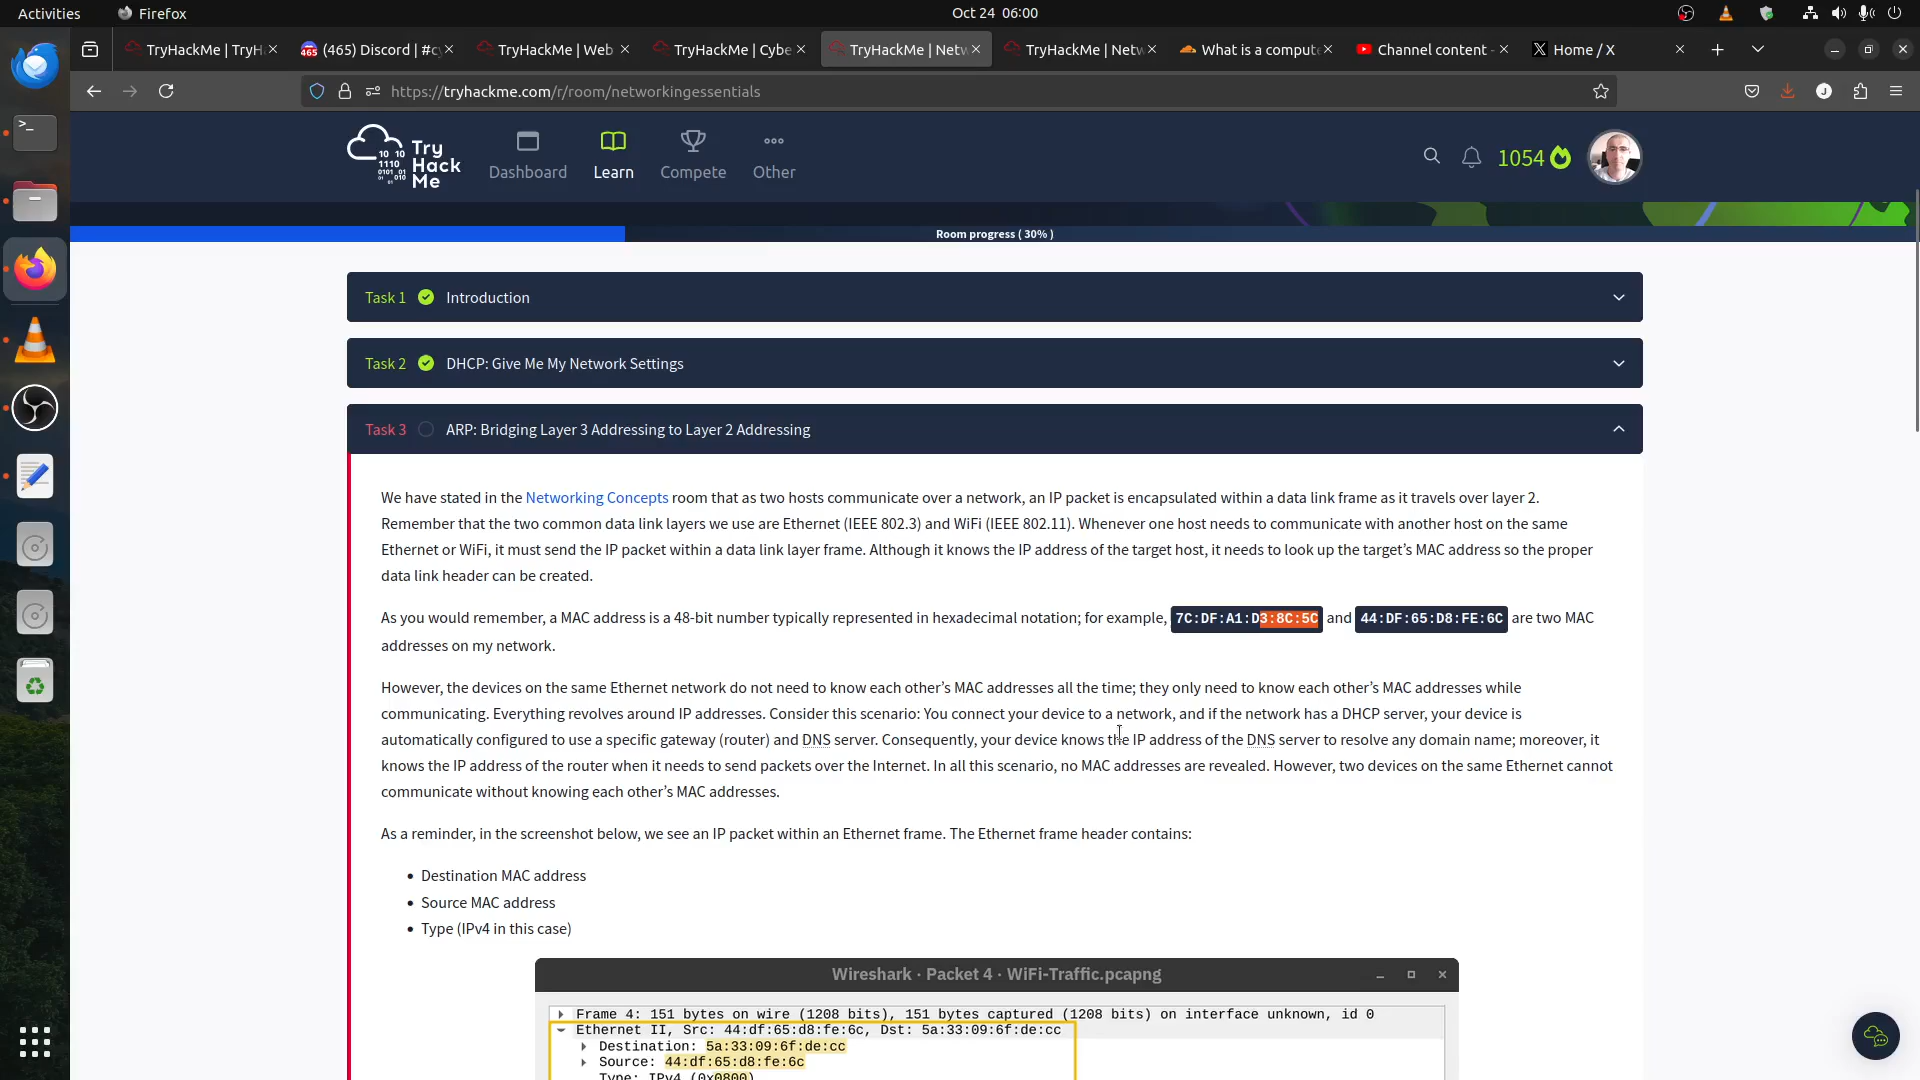 Activities
Firefox
Oct 24 06:00
TryHackMe | TryH
(465) Discord | #cy
TryHackMe | Web
TryHackMe | Cybe
TryHackMe | Netw
TryHackMe | Netw
What is a compute
Channel content -
Home / X
https://tryhackme.com/r/room/networkingessentials
J
Try Hack Me
10 10
1110
0101 01
01 010
Dashboard
Learn
Compete
Other
1054
Room progress ( 30% )
Task 1 Introduction
Task 2 DHCP: Give Me My Network Settings
Task 3 ARP: Bridging Layer 3 Addressing to Layer 2 Addressing
We have stated in the Networking Concepts room that as two hosts communicate over a network, an IP packet is encapsulated within a data link frame as it travels over layer 2.
Remember that the two common data link layers we use are Ethernet (IEEE 802.3) and WiFi (IEEE 802.11). Whenever one host needs to communicate with another host on the same
Ethernet or WiFi, it must send the IP packet within a data link layer frame. Although it knows the IP address of the target host, it needs to look up the target’s MAC address so the proper
data link header can be created.
As you would remember, a MAC address is a 48-bit number typically represented in hexadecimal notation; for example, 7C:DF:A1:D3:8C:5C and 44:DF:65:D8:FE:6C are two MAC
addresses on my network.
However, the devices on the same Ethernet network do not need to know each other’s MAC addresses all the time; they only need to know each other’s MAC addresses while
communicating. Everything revolves around IP addresses. Consider this scenario: You connect your device to a network, and if the network has a DHCP server, your device is
automatically configured to use a specific gateway (router) and DNS server. Consequently, your device knows the IP address of the DNS server to resolve any domain name; moreover, it
knows the IP address of the router when it needs to send packets over the Internet. In all this scenario, no MAC addresses are revealed. However, two devices on the same Ethernet cannot
communicate without knowing each other’s MAC addresses.
As a reminder, in the screenshot below, we see an IP packet within an Ethernet frame. The Ethernet frame header contains:
• Destination MAC address
• Source MAC address
• Type (IPv4 in this case)
Wireshark · Packet 4 · WiFi-Traffic.pcapng
Frame 4: 151 bytes on wire (1208 bits), 151 bytes captured (1208 bits) on interface unknown, id 0
Ethernet II, Src: 44:df:65:d8:fe:6c, Dst: 5a:33:09:6f:de:cc
Destination: 5a:33:09:6f:de:cc
Source: 44:df:65:d8:fe:6c
Type: IPv4 (0x0800)